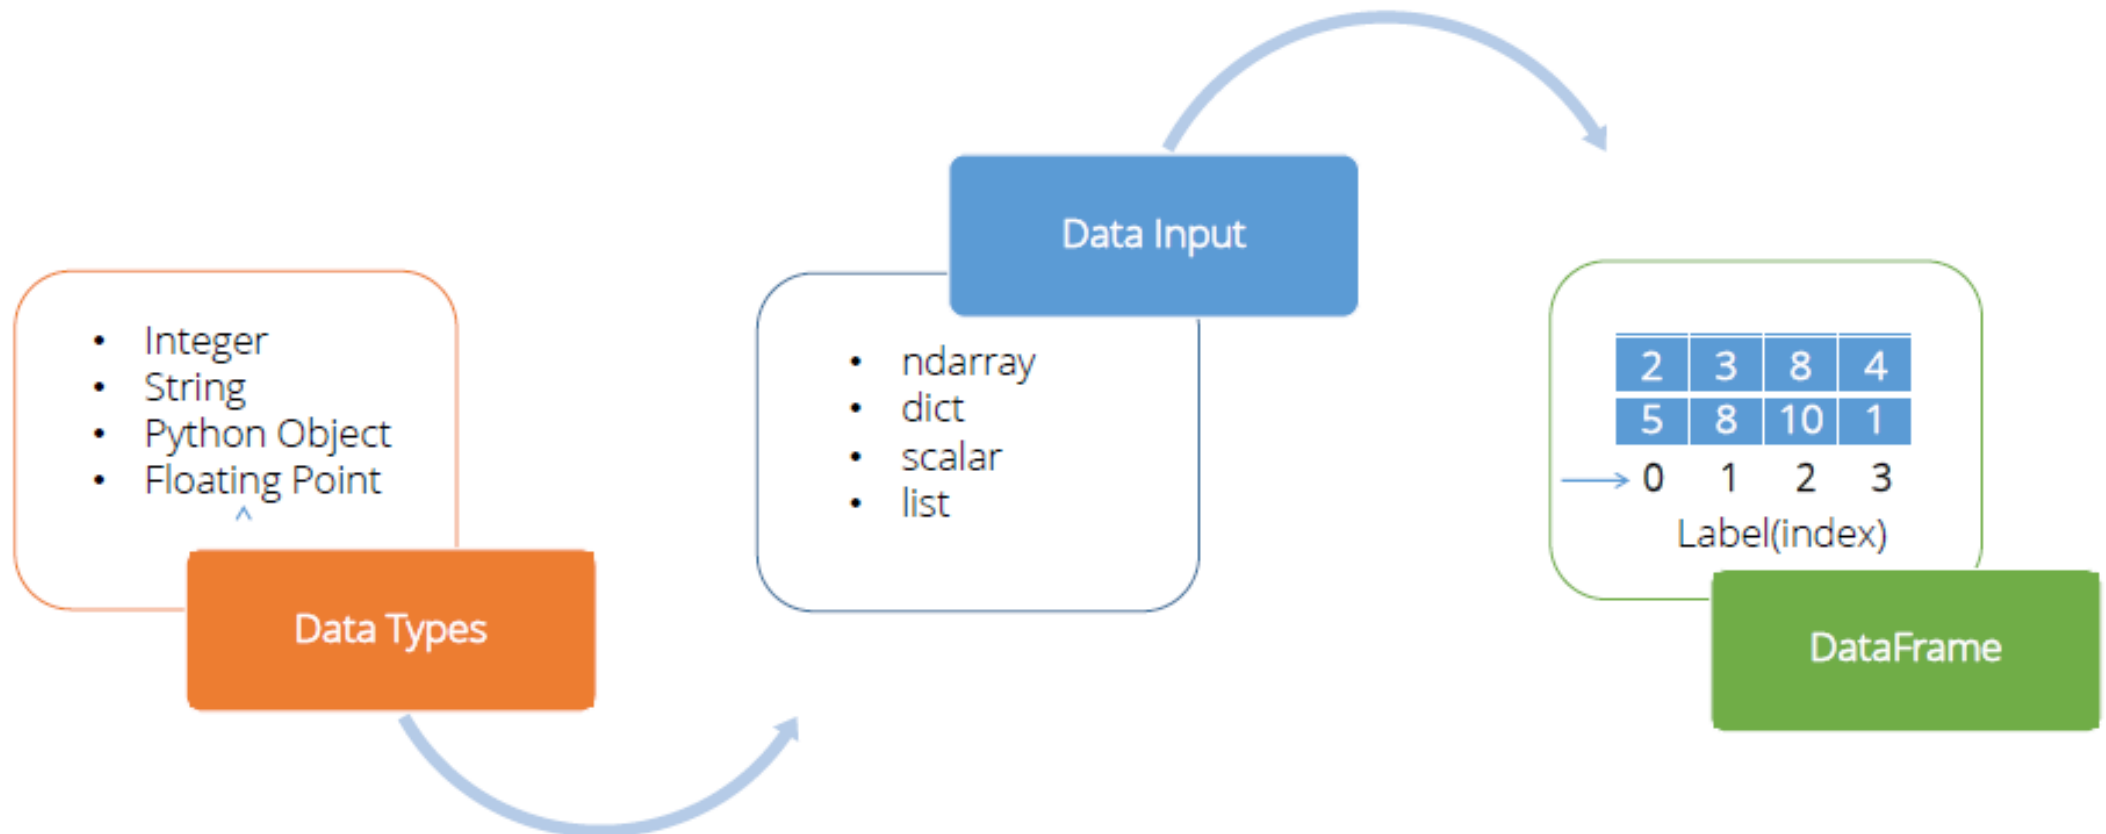 • Integer
• String
• Python Object
• Floating Point
Data Types
Data Input
• ndarray
• dict
• scalar
• list
2 3 8 4
5 8 10 1
0 1 2 3
Label(index)
DataFrame